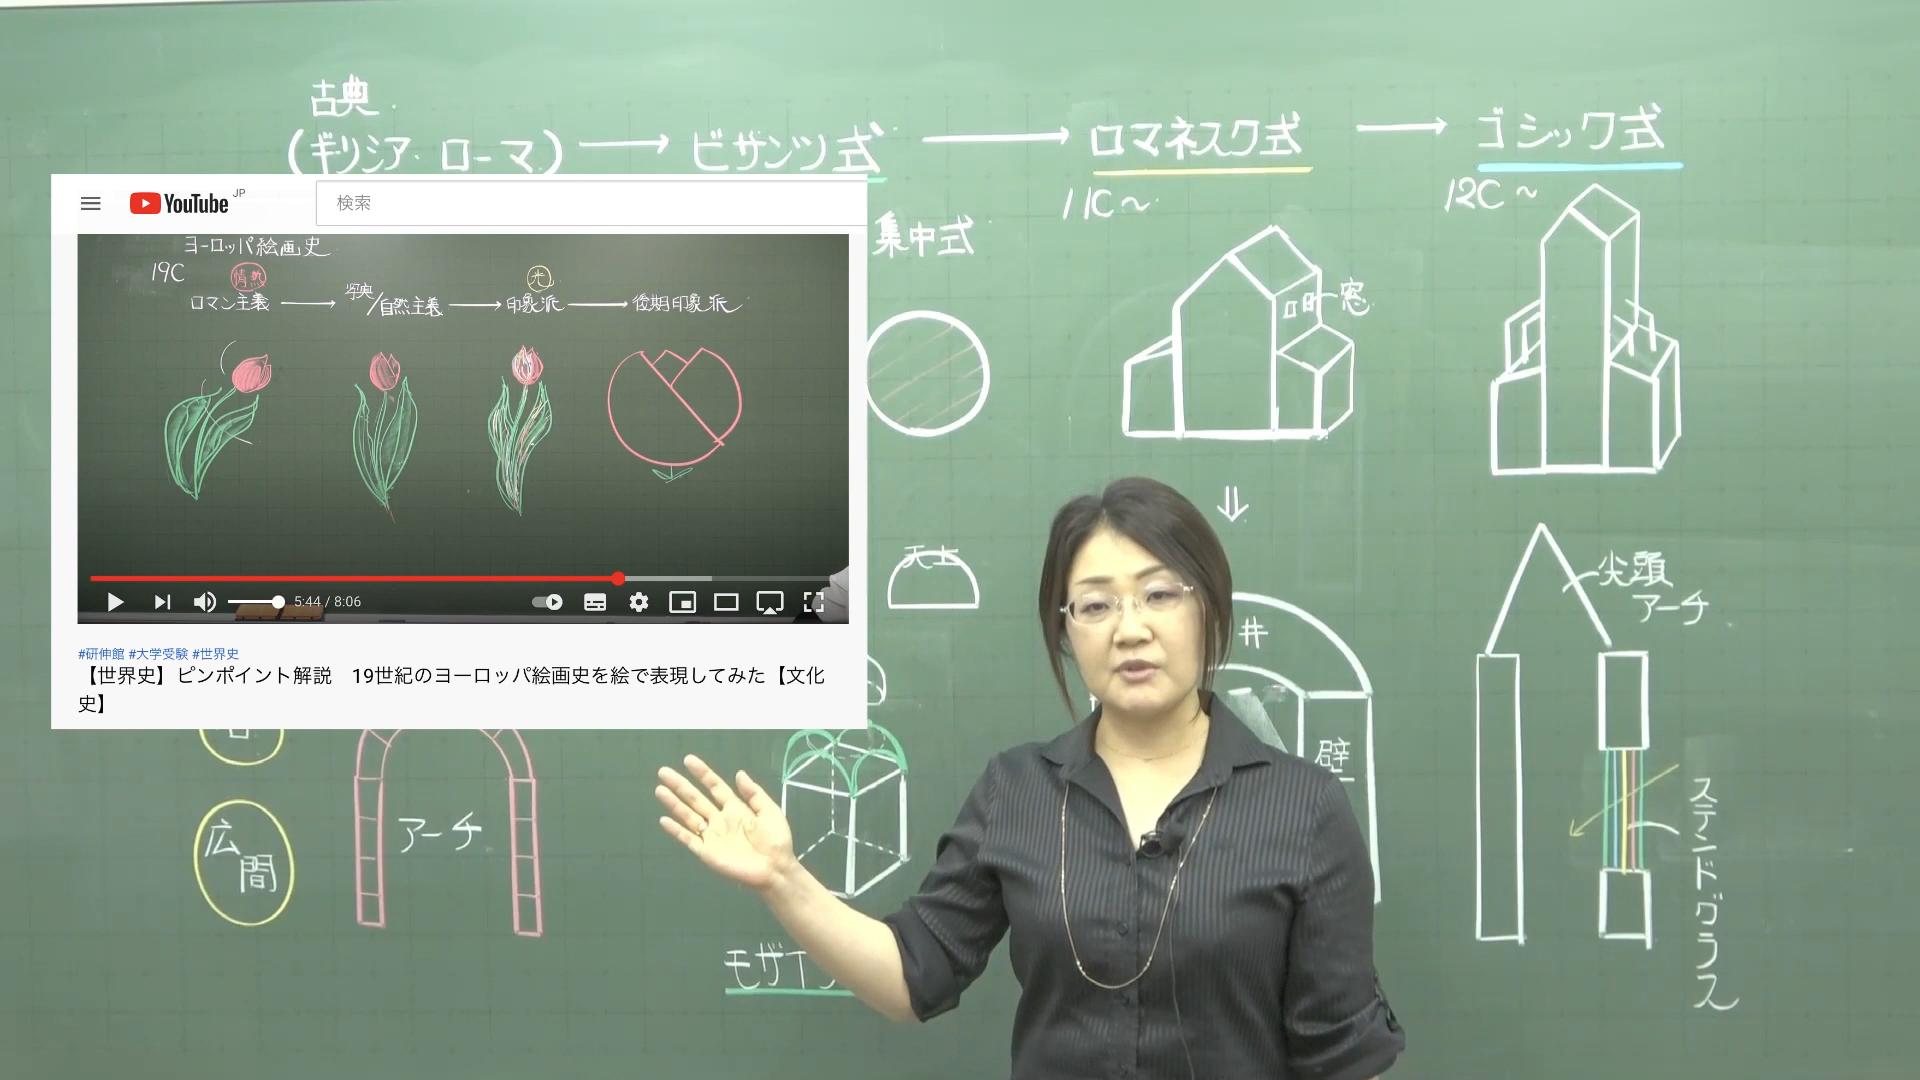 古典
(ギリシア・ローマ) → ビザンツ式 → ロマネスク式 → ゴシック式
11C～
12C～
集中式
窓
YouTube JP
検索
ヨーロッパ絵画史
19C
情熱
光
ロマン主義 → 写実/自然主義 → 印象派 → 後期印象派
5:44 / 8:06
#研伸館 #大学受験 #世界史
【世界史】ピンポイント解説　19世紀のヨーロッパ絵画史を絵で表現してみた【文化
史】
天上
尖頭
アーチ
井
壁
広間
アーチ
ステンドグラス
モザイ